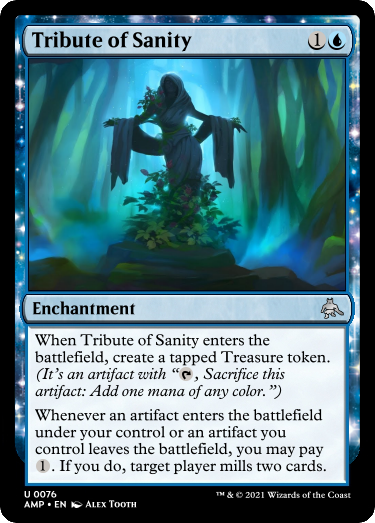 Tribute of Sanity 1
Enchantment
When Tribute of Sanity enters the
battlefield, create a tapped Treasure token.
(It's an artifact with “, Sacrifice this
artifact: Add one mana of any color.”)
Whenever an artifact enters the battlefield
under your control or an artifact you
control leaves the battlefield, you may pay
1. If you do, target player mills two cards.
U 0076
AMP • EN Alex Tooth
™ & © 2021 Wizards of the Coast